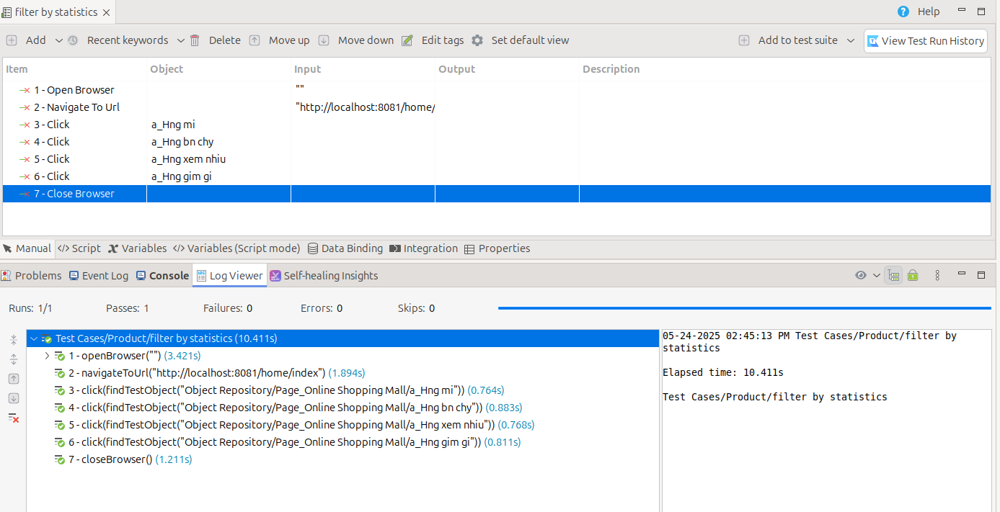 filter by statistics
Help
Add Recent keywords Delete Move up Move down Edit tags Set default view Add to test suite View Test Run History
Item Object Input Output Description
1 - Open Browser ""
2 - Navigate To Url "http://localhost:8081/home/
3 - Click a_Hng mi
4 - Click a_Hng bn chy
5 - Click a_Hng xem nhiu
6 - Click a_Hng gim gi
7 - Close Browser
Manual </> Script Variables </> Variables (Script mode) Data Binding Integration Properties
Problems Event Log Console Log Viewer Self-healing Insights
Runs: 1/1 Passes: 1 Failures: 0 Errors: 0 Skips: 0
Test Cases/Product/filter by statistics (10.411s)
1 - openBrowser("") (3.421s)
2 - navigateToUrl("http://localhost:8081/home/index") (1.894s)
3 - click(findTestObject("Object Repository/Page_Online Shopping Mall/a_Hng mi")) (0.764s)
4 - click(findTestObject("Object Repository/Page_Online Shopping Mall/a_Hng bn chy")) (0.883s)
5 - click(findTestObject("Object Repository/Page_Online Shopping Mall/a_Hng xem nhiu")) (0.768s)
6 - click(findTestObject("Object Repository/Page_Online Shopping Mall/a_Hng gim gi")) (0.811s)
7 - closeBrowser() (1.211s)
05-24-2025 02:45:13 PM Test Cases/Product/filter by
statistics
Elapsed time: 10.411s
Test Cases/Product/filter by statistics